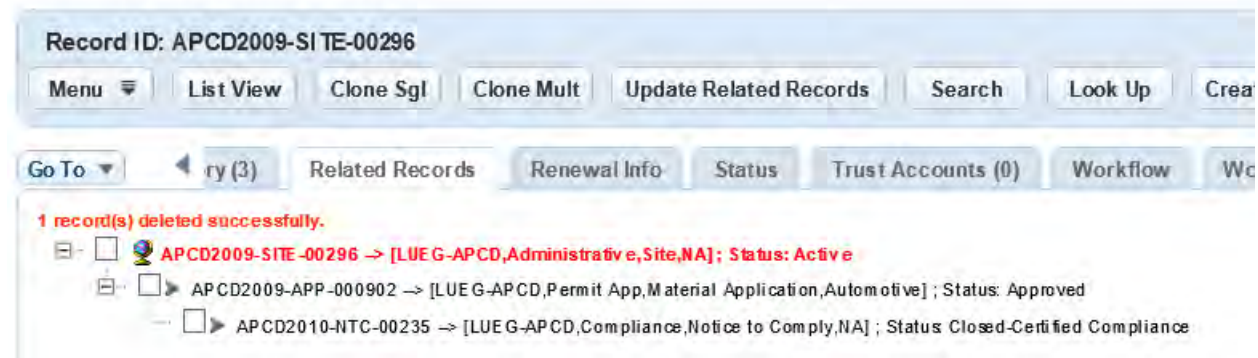 Record ID: APCD2009-SITE-00296
Menu List View Clone Sgl Clone Mult Update Related Records Search Look Up
Go To ry (3) Related Records Renewal Info Status Trust Accounts (0) Workflow
1 record(s) deleted successfully.
APCD2009-SITE-00296 --> [LUEG-APCD,Administrative,Site,NA] ; Status: Active
APCD2009-APP-000902 --> [LUEG-APCD,Permit App,Material Application,Automotive] ; Status: Approved
APCD2010-NTC-00235 --> [LUEG-APCD,Compliance,Notice to Comply,NA] ; Status Closed-Certified Compliance